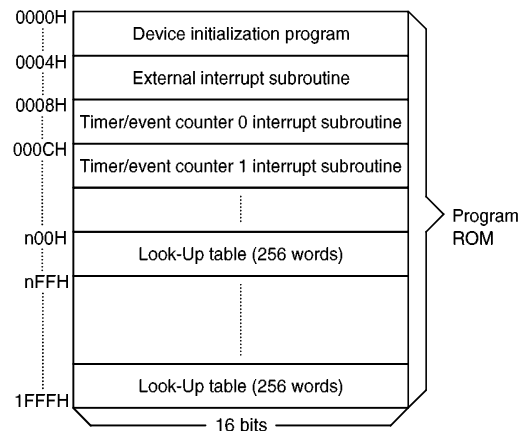 0000H
Device initialization program
0004H
External interrupt subroutine
0008H
Timer/event counter 0 interrupt subroutine
000CH
Timer/event counter 1 interrupt subroutine
Program
ROM
n00H
Look-Up table (256 words)
nFFH
Look-Up table (256 words)
1FFFH
16 bits